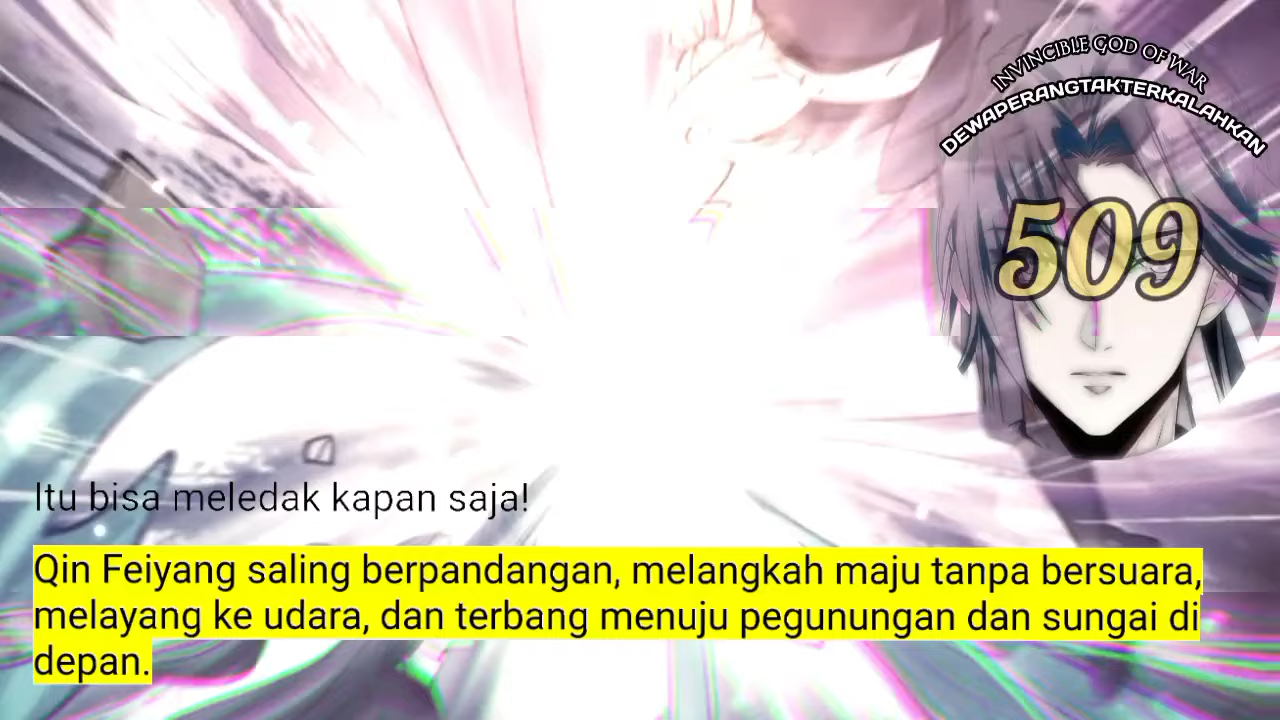 INVINCIBLE GOD OF WAR
DEWAPERANGTAKTERKALAHKAN
509
Itu bisa meledak kapan saja!
Qin Feiyang saling berpandangan, melangkah maju tanpa bersuara,
melayang ke udara, dan terbang menuju pegunungan dan sungai di
depan.